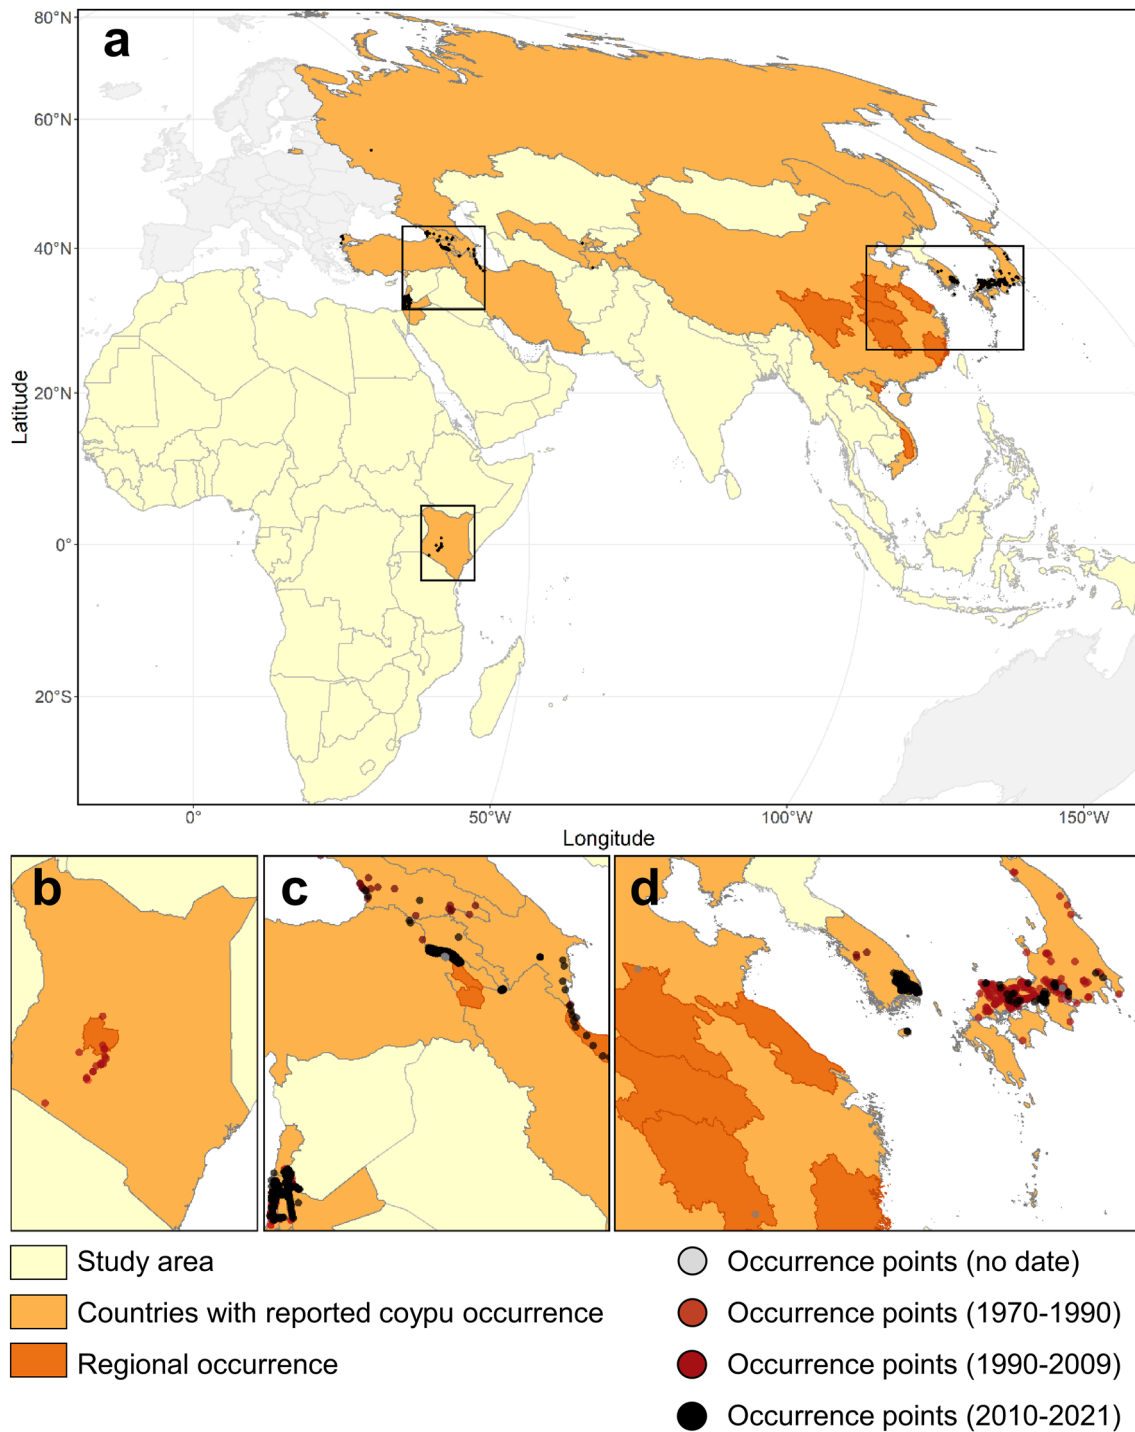 a
80°N
60°N
40°N
20°N
0°
20°S
Latitude
0°
50°W
100°W
150°W
Longitude
b
c
d
Study area
Countries with reported coypu occurrence
Regional occurrence
Occurrence points (no date)
Occurrence points (1970-1990)
Occurrence points (1990-2009)
Occurrence points (2010-2021)